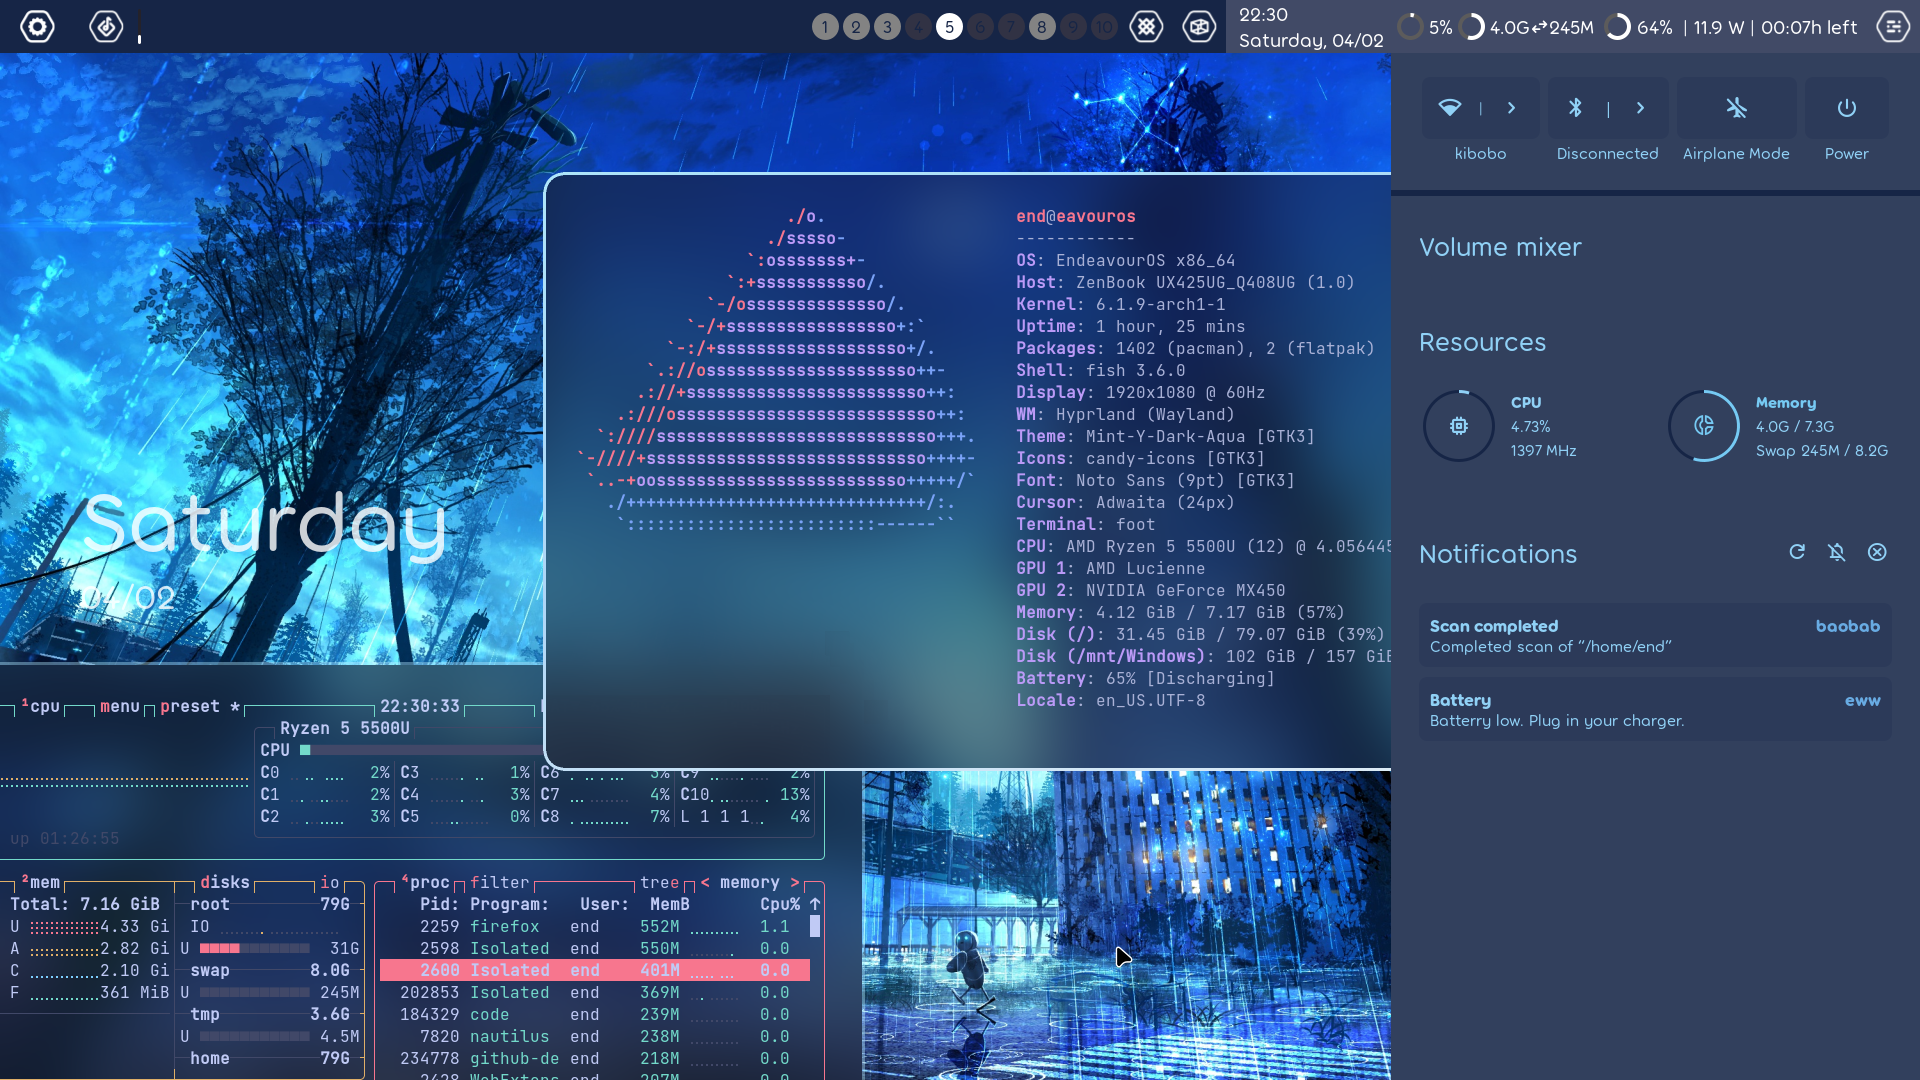 1 2 3 4 5 6 7 8 9 10
22:30
Saturday, 04/02
5% 4.0G↔245M 64% | 11.9 W | 00:07h left
kibobo Disconnected Airplane Mode Power
Volume mixer
Resources
CPU
4.73%
1397 MHz
Memory
4.0G / 7.3G
Swap 245M / 8.2G
Notifications
Scan completed baobab
Completed scan of “/home/end”
Battery eww
Batterry low. Plug in your charger.
Saturday
04/02
./o.
./sssso-
`:osssssss+-
`:+sssssssssso/.
`-/ossssssssssssso/.
`-/+sssssssssssssssso+:`
`-:/+sssssssssssssssssso+/.
`.://osssssssssssssssssssso++-
.://+ssssssssssssssssssssssso++:
.:///ossssssssssssssssssssssssso++:
`:////ssssssssssssssssssssssssssso+++.
`-////+ssssssssssssssssssssssssssso++++-
`..-+oosssssssssssssssssssssssso+++++/`
./++++++++++++++++++++++++++++++/:.
`:::::::::::::::::::::::::------``
end@eavouros
------------
OS: EndeavourOS x86_64
Host: ZenBook UX425UG_Q408UG (1.0)
Kernel: 6.1.9-arch1-1
Uptime: 1 hour, 25 mins
Packages: 1402 (pacman), 2 (flatpak)
Shell: fish 3.6.0
Display: 1920x1080 @ 60Hz
WM: Hyprland (Wayland)
Theme: Mint-Y-Dark-Aqua [GTK3]
Icons: candy-icons [GTK3]
Font: Noto Sans (9pt) [GTK3]
Cursor: Adwaita (24px)
Terminal: foot
CPU: AMD Ryzen 5 5500U (12) @ 4.056445
GPU 1: AMD Lucienne
GPU 2: NVIDIA GeForce MX450
Memory: 4.12 GiB / 7.17 GiB (57%)
Disk (/): 31.45 GiB / 79.07 GiB (39%)
Disk (/mnt/Windows): 102 GiB / 157 GiB
Battery: 65% [Discharging]
Locale: en_US.UTF-8
¹cpu menu preset * 22:30:33
Ryzen 5 5500U
CPU
C0 2% C3 1% C6 3% C9 2%
C1 2% C4 3% C7 4% C10 13%
C2 3% C5 0% C8 7% L 1 1 1 4%
up 01:26:55
²mem
Total: 7.16 GiB
U 4.33 Gi
A 2.82 Gi
C 2.10 Gi
F 361 MiB
disks io
root 79G
IO
U 31G
swap 8.0G
U 245M
tmp 3.6G
U 4.5M
home 79G
⁴proc filter tree < memory >
Pid: Program: User: MemB Cpu% ↑
2259 firefox end 552M 1.1
2598 Isolated end 550M 0.0
2600 Isolated end 401M 0.0
202853 Isolated end 369M 0.0
184329 code end 239M 0.0
7820 nautilus end 238M 0.0
234778 github-de end 218M 0.0
2428 WebExtens end 207M 0.0